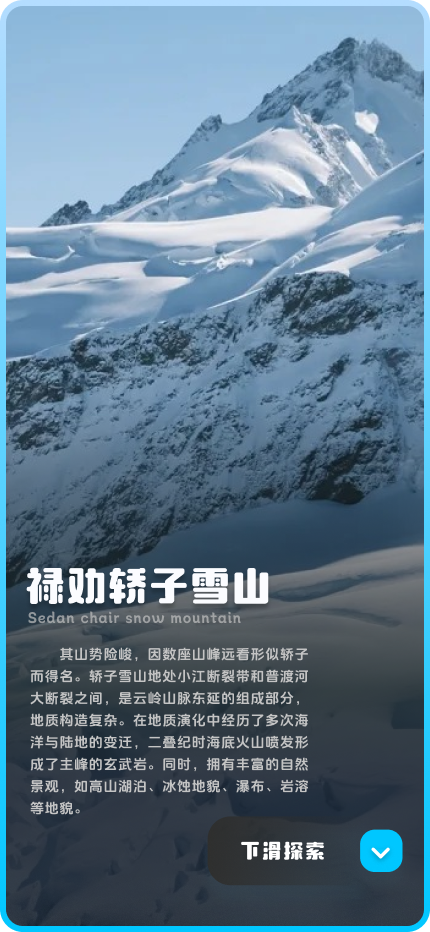 禄劝轿子雪山
Sedan chair snow mountain
其山势险峻，因数座山峰远看形似轿子
而得名。轿子雪山地处小江断裂带和普渡河
大断裂之间，是云岭山脉东延的组成部分，
地质构造复杂。在地质演化中经历了多次海
洋与陆地的变迁，二叠纪时海底火山喷发形
成了主峰的玄武岩。同时，拥有丰富的自然
景观，如高山湖泊、冰蚀地貌、瀑布、岩溶
等地貌。
下滑探索